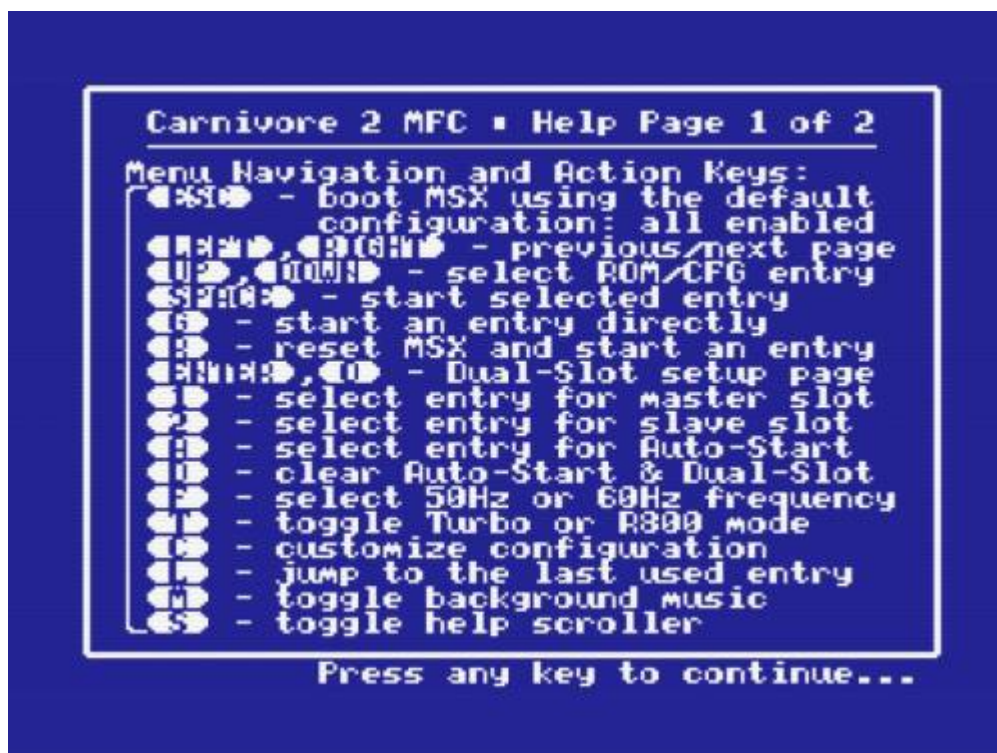 Carnivore 2 MFC ▪ Help Page 1 of 2
Menu Navigation and Action Keys:
ESC - boot MSX using the default
configuration: all enabled
LEFT,RIGHT - previous/next page
UP,DOWN - select ROM/CFG entry
SPACE - start selected entry
G - start an entry directly
R - reset MSX and start an entry
ENTER,0 - Dual-Slot setup page
1 - select entry for master slot
2 - select entry for slave slot
A - select entry for Auto-Start
D - clear Auto-Start & Dual-Slot
F - select 50Hz or 60Hz frequency
T - toggle Turbo or R800 mode
C - customize configuration
- jump to the last used entry
M - toggle background music
S - toggle help scroller
Press any key to continue...